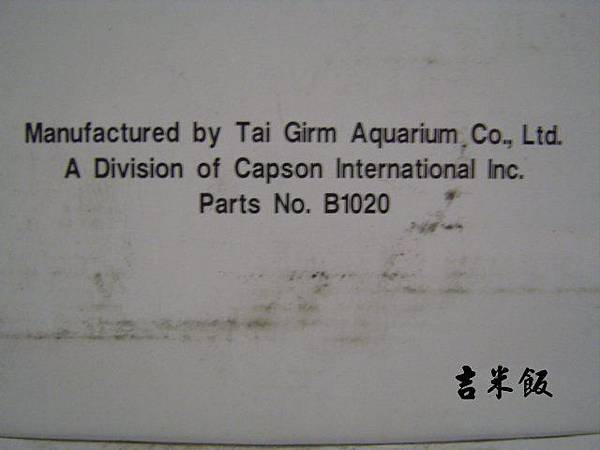 Manufactured by Tai Girm Aquarium Co., Ltd.
A Division of Capson International Inc.
Parts No. B1020
吉米飯